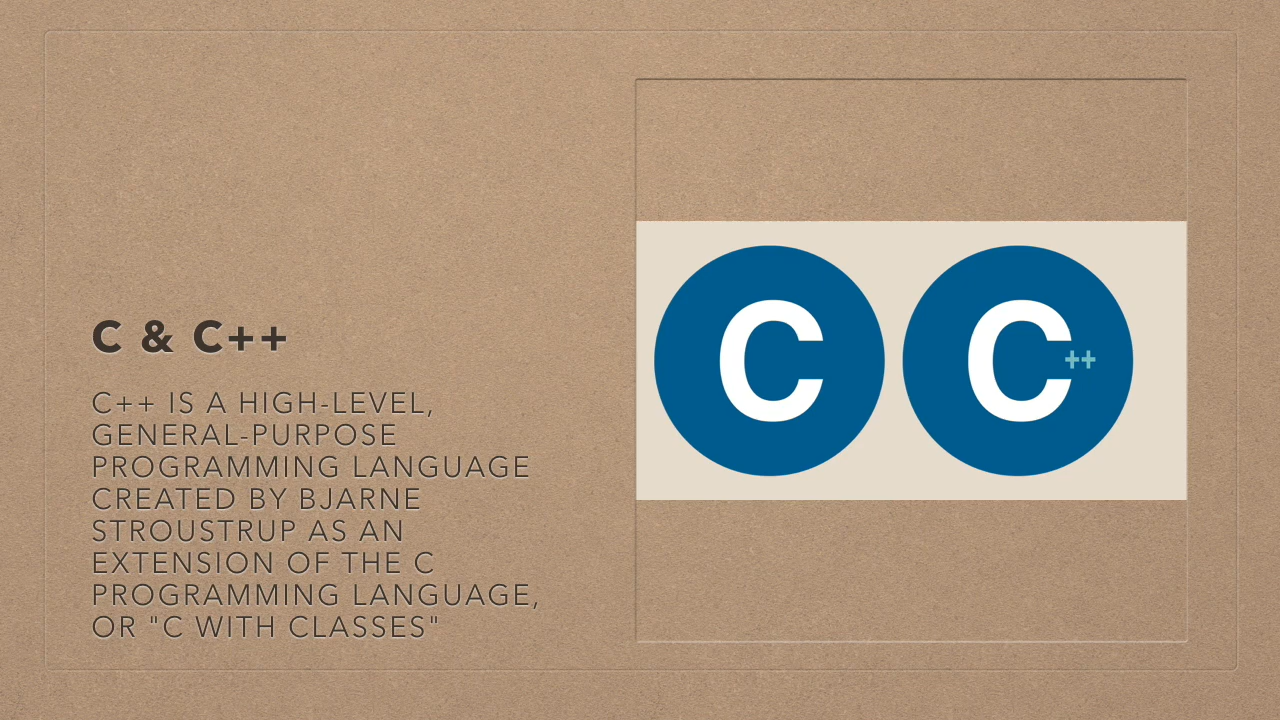 C & C++
C++ IS A HIGH-LEVEL,
GENERAL-PURPOSE
PROGRAMMING LANGUAGE
CREATED BY BJARNE
STROUSTRUP AS AN
EXTENSION OF THE C
PROGRAMMING LANGUAGE,
OR "C WITH CLASSES"
C
C++